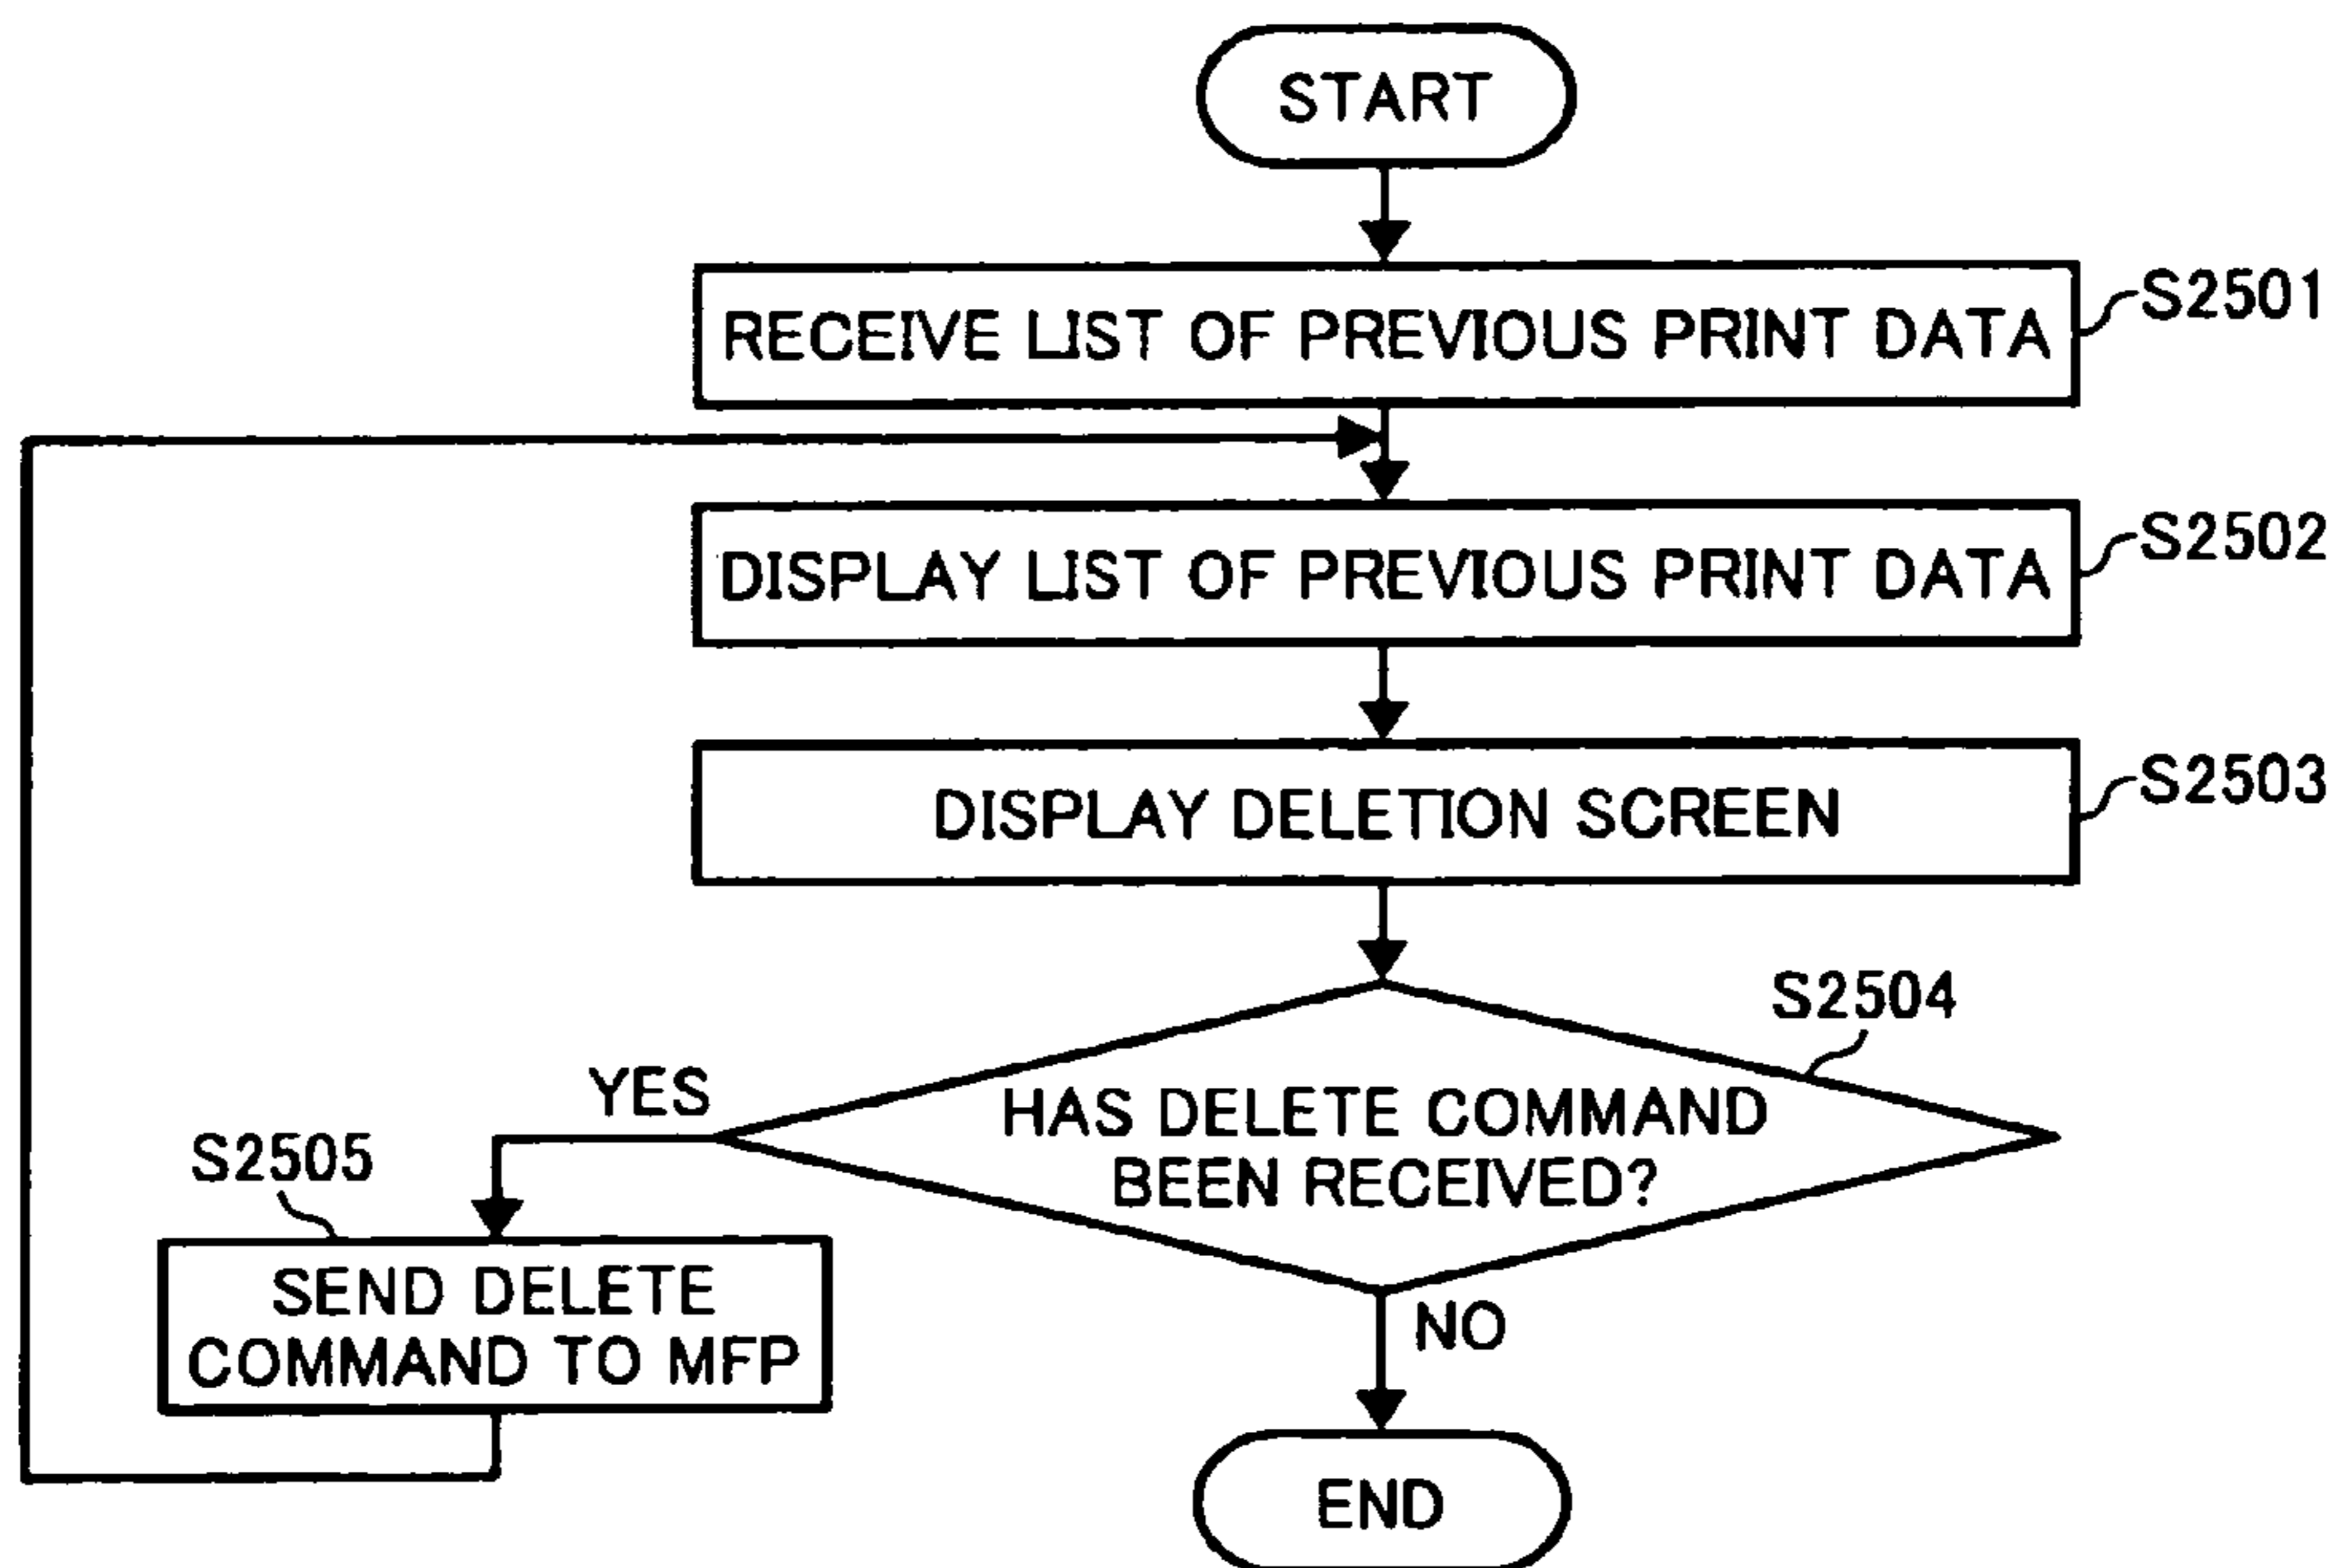 START
RECEIVE LIST OF PREVIOUS PRINT DATA
S2501
DISPLAY LIST OF PREVIOUS PRINT DATA
S2502
DISPLAY DELETION SCREEN
S2503
S2504
HAS DELETE COMMAND
BEEN RECEIVED?
YES
S2505
SEND DELETE
COMMAND TO MFP
NO
END